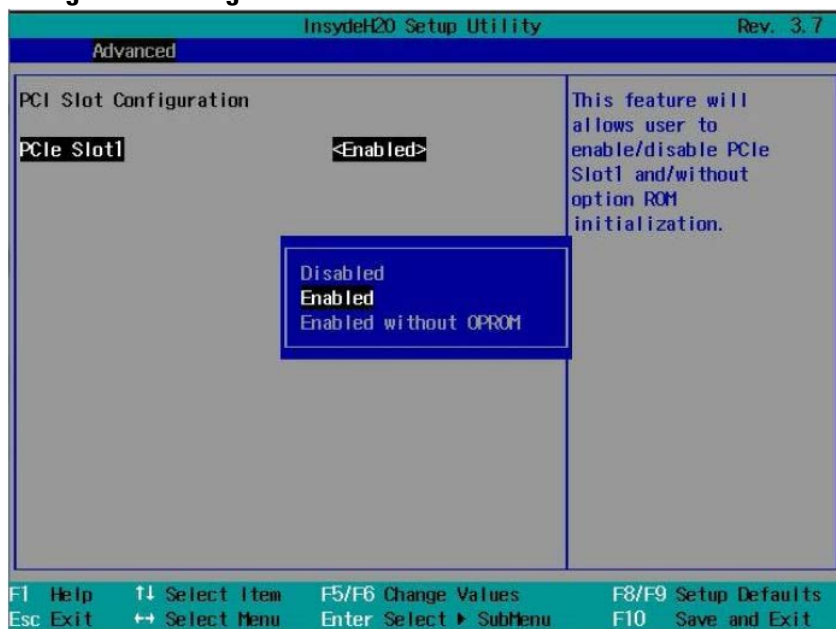 InsydeH20 Setup Utility Rev. 3.7
Advanced
PCI Slot Configuration
PCIe Slot1 <Enabled>
This feature will
allows user to
enable/disable PCIe
Slot1 and/without
option ROM
initialization.
Disabled
Enabled
Enabled without OPROM
F1 Help ↑↓ Select Item F5/F6 Change Values F8/F9 Setup Defaults
Esc Exit ↔ Select Menu Enter Select ▶ SubMenu F10 Save and Exit